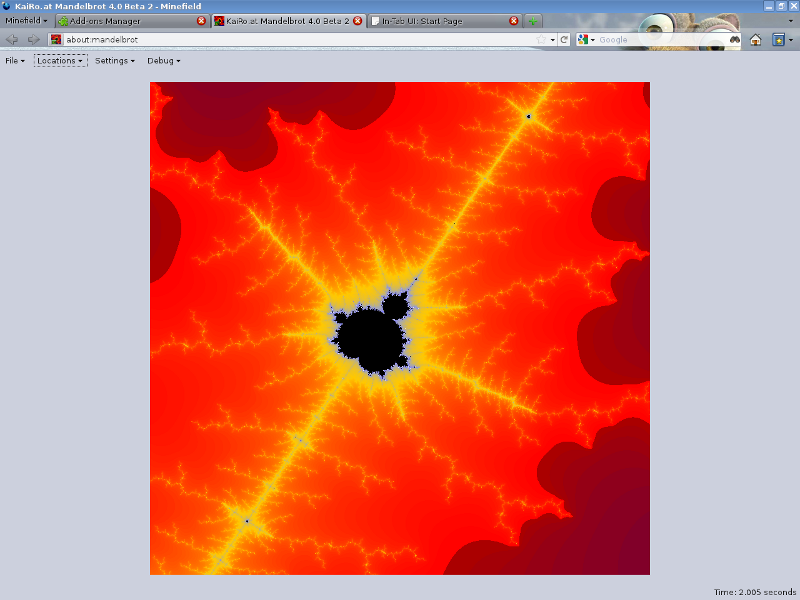 KaiRo.at Mandelbrot 4.0 Beta 2 - Minefield
Minefield Add-ons Manager KaiRo.at Mandelbrot 4.0 Beta 2 In-Tab UI: Start Page
about:mandelbrot Google
File Locations Settings Debug
Time: 2.005 seconds